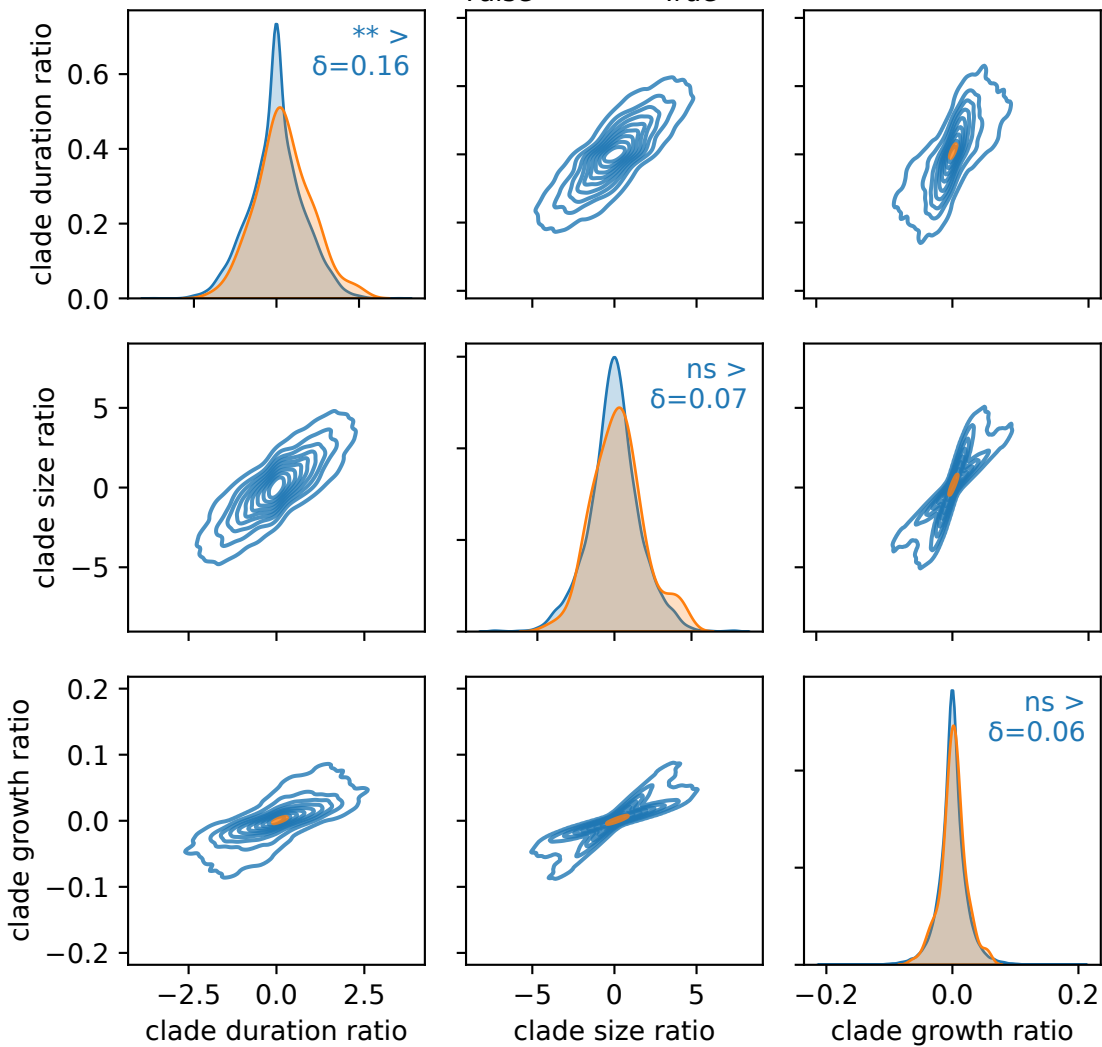 clade duration ratio
0.6
0.4
0.2
0.0
** >
δ=0.16
clade size ratio
5
0
−5
ns >
δ=0.07
clade growth ratio
0.2
0.1
0.0
−0.1
−0.2
ns >
δ=0.06
−2.5 0.0 2.5
−5 0 5
−0.2 0.0 0.2
clade duration ratio
clade size ratio
clade growth ratio